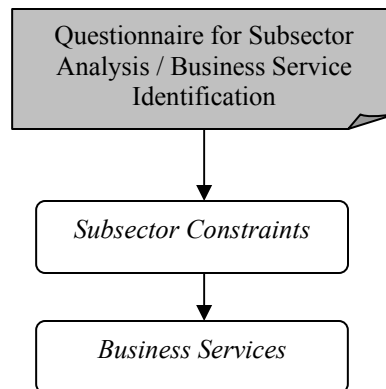 Questionnaire for Subsector
Analysis / Business Service
Identification
Subsector Constraints
Business Services